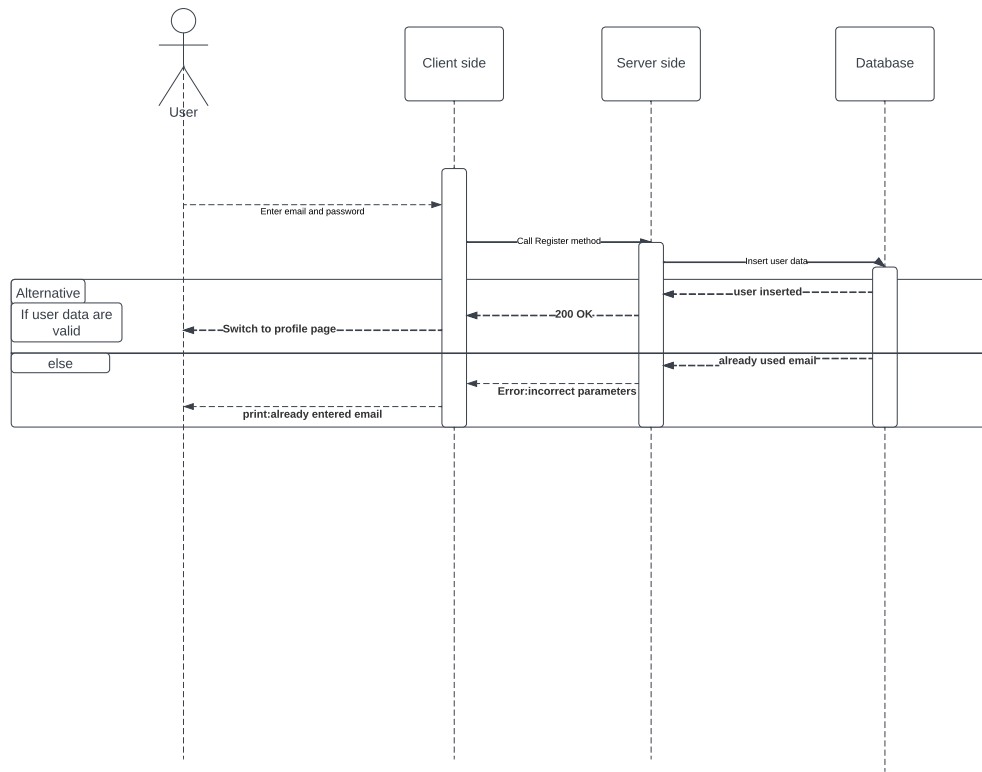 Client side
Server side
Database
User
Enter email and password
Call Register method
Insert user data
Alternative
user inserted
If user data are
valid
200 OK
Switch to profile page
else
already used email
Error:incorrect parameters
print:already entered email